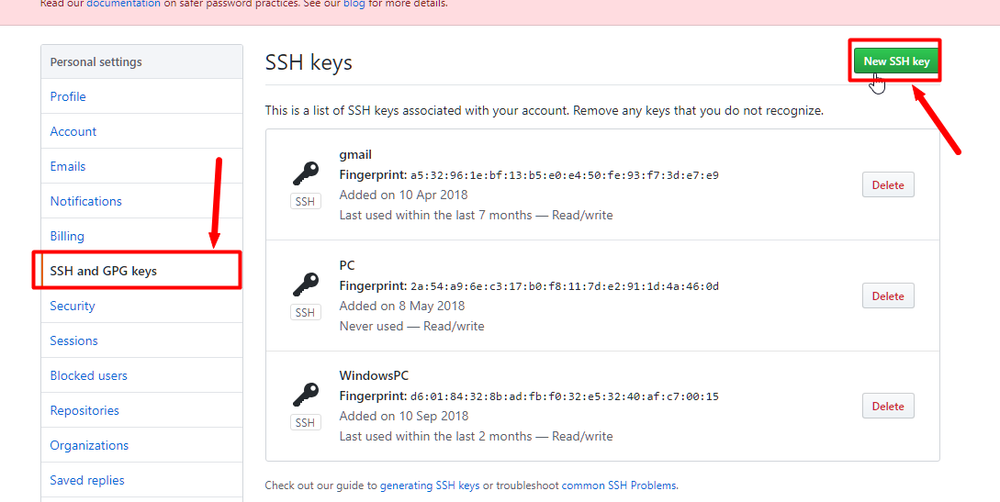 Read our documentation on safer password practices. See our blog for more details.
Personal settings
Profile
Account
Emails
Notifications
Billing
SSH and GPG keys
Security
Sessions
Blocked users
Repositories
Organizations
Saved replies
SSH keys
New SSH key
This is a list of SSH keys associated with your account. Remove any keys that you do not recognize.
gmail
Fingerprint: a5:32:96:1e:bf:13:b5:e0:e4:50:fe:93:f7:3d:e7:e9
SSH
Added on 10 Apr 2018
Last used within the last 7 months — Read/write
Delete
PC
Fingerprint: 2a:54:a9:6e:c3:17:b0:f8:11:7d:e2:91:1d:4a:46:0d
SSH
Added on 8 May 2018
Never used — Read/write
Delete
WindowsPC
Fingerprint: d6:01:84:32:8b:ad:fb:f0:32:e5:32:40:af:c7:00:15
SSH
Added on 10 Sep 2018
Last used within the last 2 months — Read/write
Delete
Check out our guide to generating SSH keys or troubleshoot common SSH Problems.